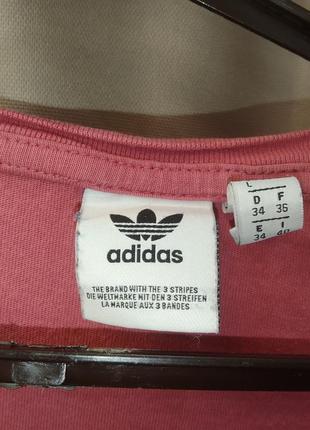 adidas
THE BRAND WITH THE 3 STRIPES
DIE WELTMARKE MIT DEN 3 STREIFEN
LA MARQUE AUX 3 BANDES
L
D F
34 36
E I
34 40